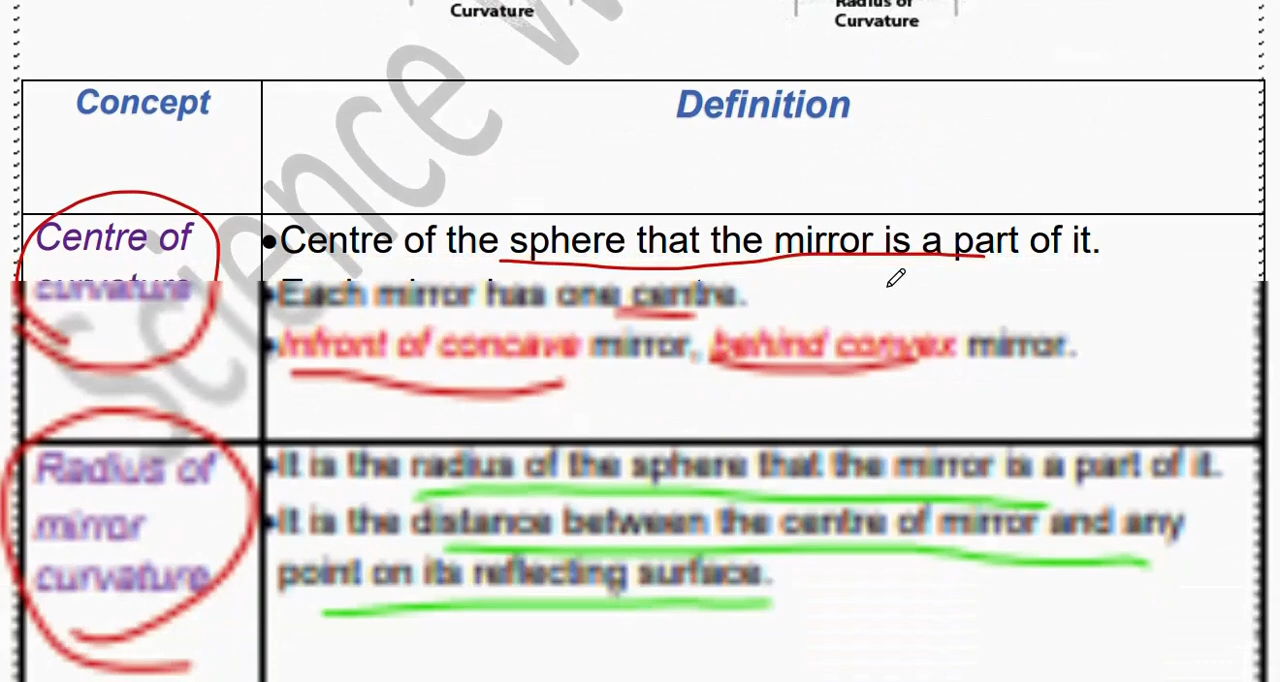 Curvature
Radius of
Curvature
Concept
Definition
Centre of
curvature
•Centre of the sphere that the mirror is a part of it.
•Each mirror has one centre.
•Infront of concave mirror, behind convex mirror.
Radius of
mirror
curvature
•It is the radius of the sphere that the mirror is a part of it.
•It is the distance between the centre of mirror and any
point on its reflecting surface.
Science